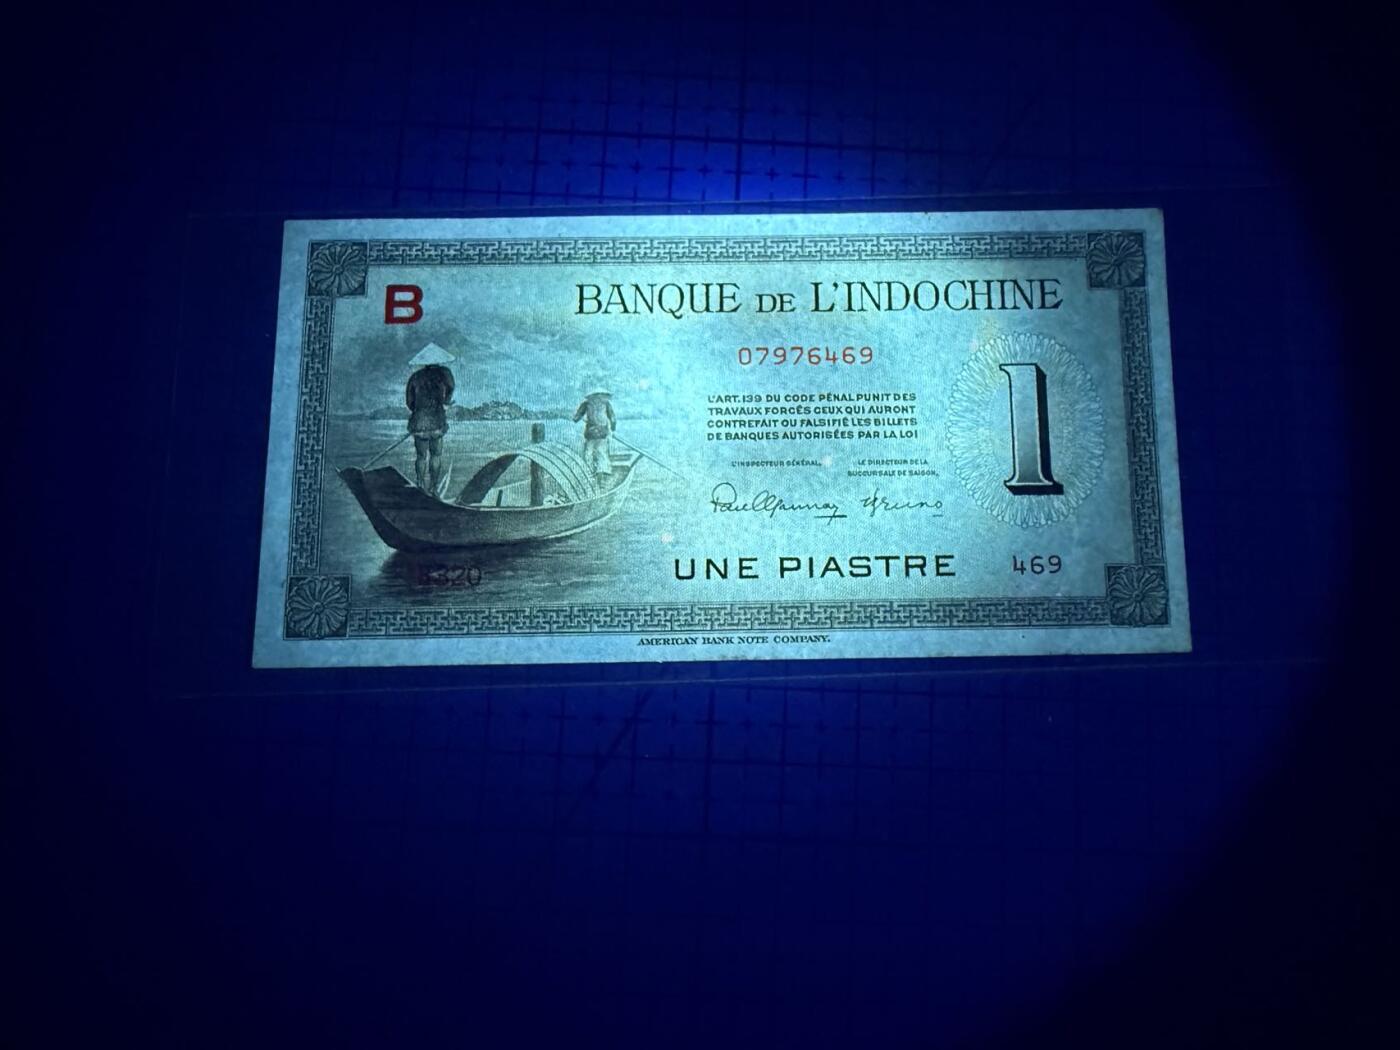 BANQUE DE L'INDOCHINE
B
07976469
L'ART. 139 DU CODE PÉNAL PUNIT DES
TRAVAUX FORCÉS CEUX QUI AURONT
CONTREFAIT OU FALSIFIÉ LES BILLETS
DE BANQUES AUTORISÉES PAR LA LOI
1
L'INSPECTEUR GÉNÉRAL, LE DIRECTEUR DE LA
SUCCURSALE DE SAIGON,
UNE PIASTRE
469
AMERICAN BANK NOTE COMPANY.